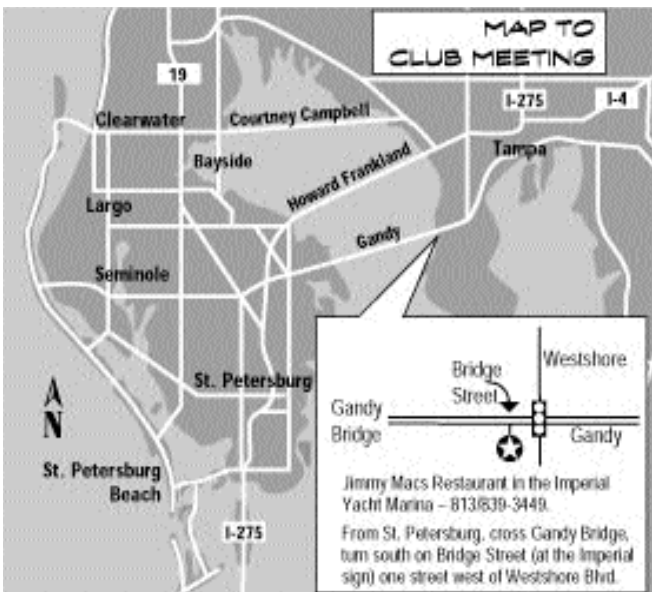 MAP TO
CLUB MEETING
19
I-275
I-4
Clearwater
Courtney Campbell
Tampa
Bayside
Howard Frankland
Largo
Gandy
Seminole
St. Petersburg
N
St. Petersburg
Beach
I-275
Bridge
Street
Westshore
Gandy
Bridge
Gandy
Jimmy Macs Restaurant in the Imperial
Yacht Marina – 813/839-3449.
From St. Petersburg, cross Gandy Bridge,
turn south on Bridge Street (at the Imperial
sign) one street west of Westshore Blvd.